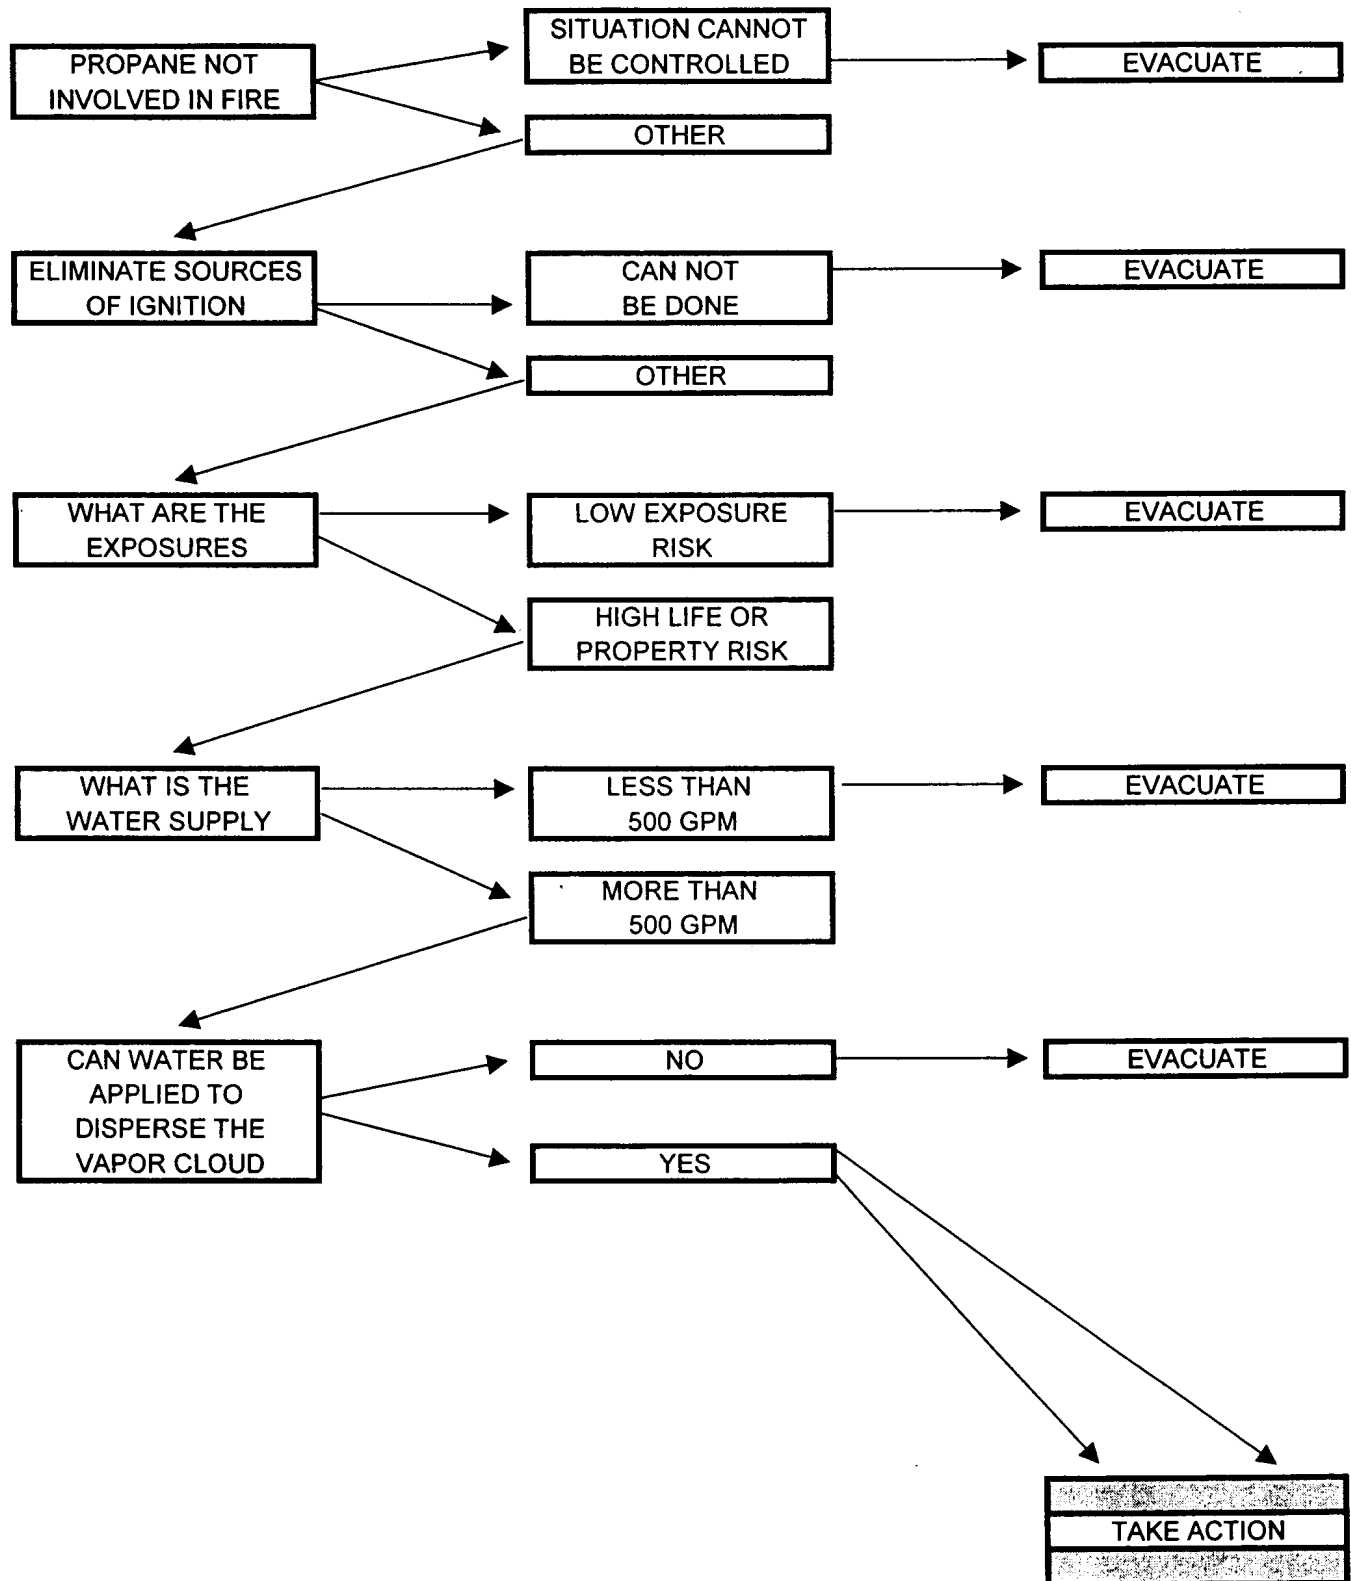 SITUATION CANNOT
BE CONTROLLED
PROPANE NOT
INVOLVED IN FIRE
EVACUATE
OTHER
ELIMINATE SOURCES
OF IGNITION
CAN NOT
BE DONE
EVACUATE
OTHER
WHAT ARE THE
EXPOSURES
LOW EXPOSURE
RISK
EVACUATE
HIGH LIFE OR
PROPERTY RISK
WHAT IS THE
WATER SUPPLY
LESS THAN
500 GPM
EVACUATE
MORE THAN
500 GPM
CAN WATER BE
APPLIED TO
DISPERSE THE
VAPOR CLOUD
NO
EVACUATE
YES
TAKE ACTION